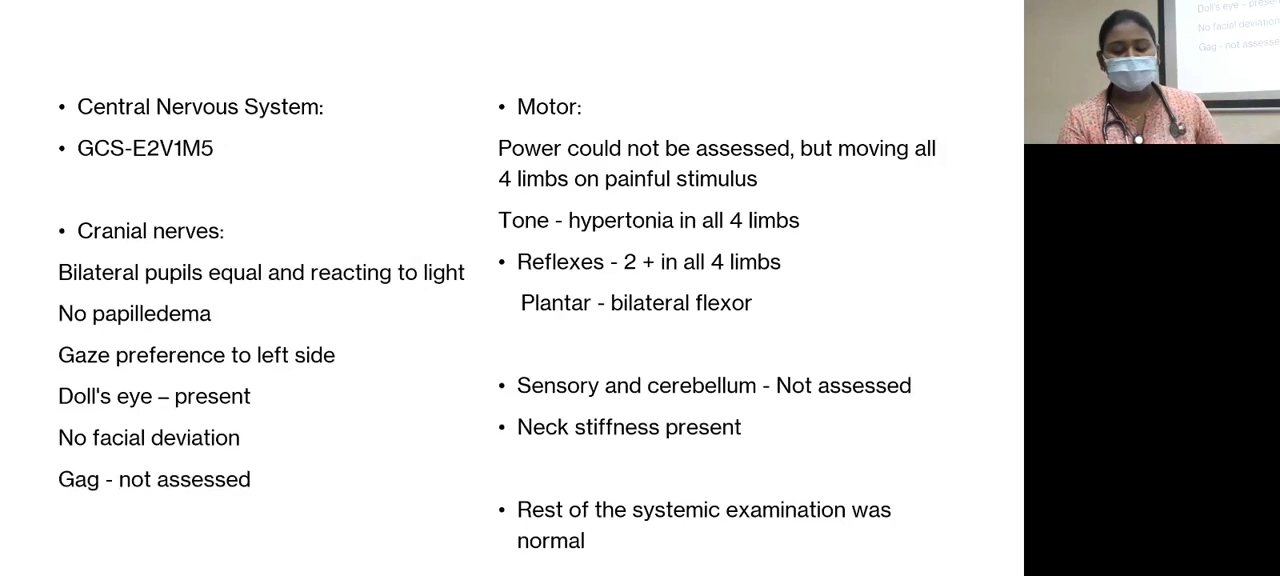 • Central Nervous System:
• GCS-E2V1M5
• Cranial nerves:
Bilateral pupils equal and reacting to light
No papilledema
Gaze preference to left side
Doll's eye – present
No facial deviation
Gag - not assessed
• Motor:
Power could not be assessed, but moving all
4 limbs on painful stimulus
Tone - hypertonia in all 4 limbs
• Reflexes - 2 + in all 4 limbs
Plantar - bilateral flexor
• Sensory and cerebellum - Not assessed
• Neck stiffness present
• Rest of the systemic examination was
normal
Doll's eye – presen
No facial deviation
Gag - not assesse